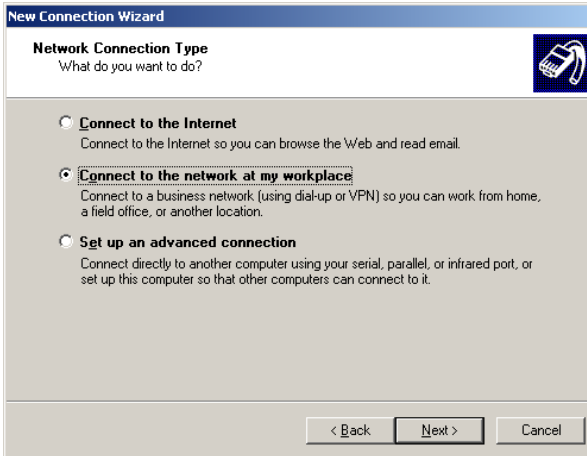 New Connection Wizard
Network Connection Type
What do you want to do?
Connect to the Internet
Connect to the Internet so you can browse the Web and read email.
Connect to the network at my workplace
Connect to a business network (using dial-up or VPN) so you can work from home,
a field office, or another location.
Set up an advanced connection
Connect directly to another computer using your serial, parallel, or infrared port, or
set up this computer so that other computers can connect to it.
< Back Next > Cancel